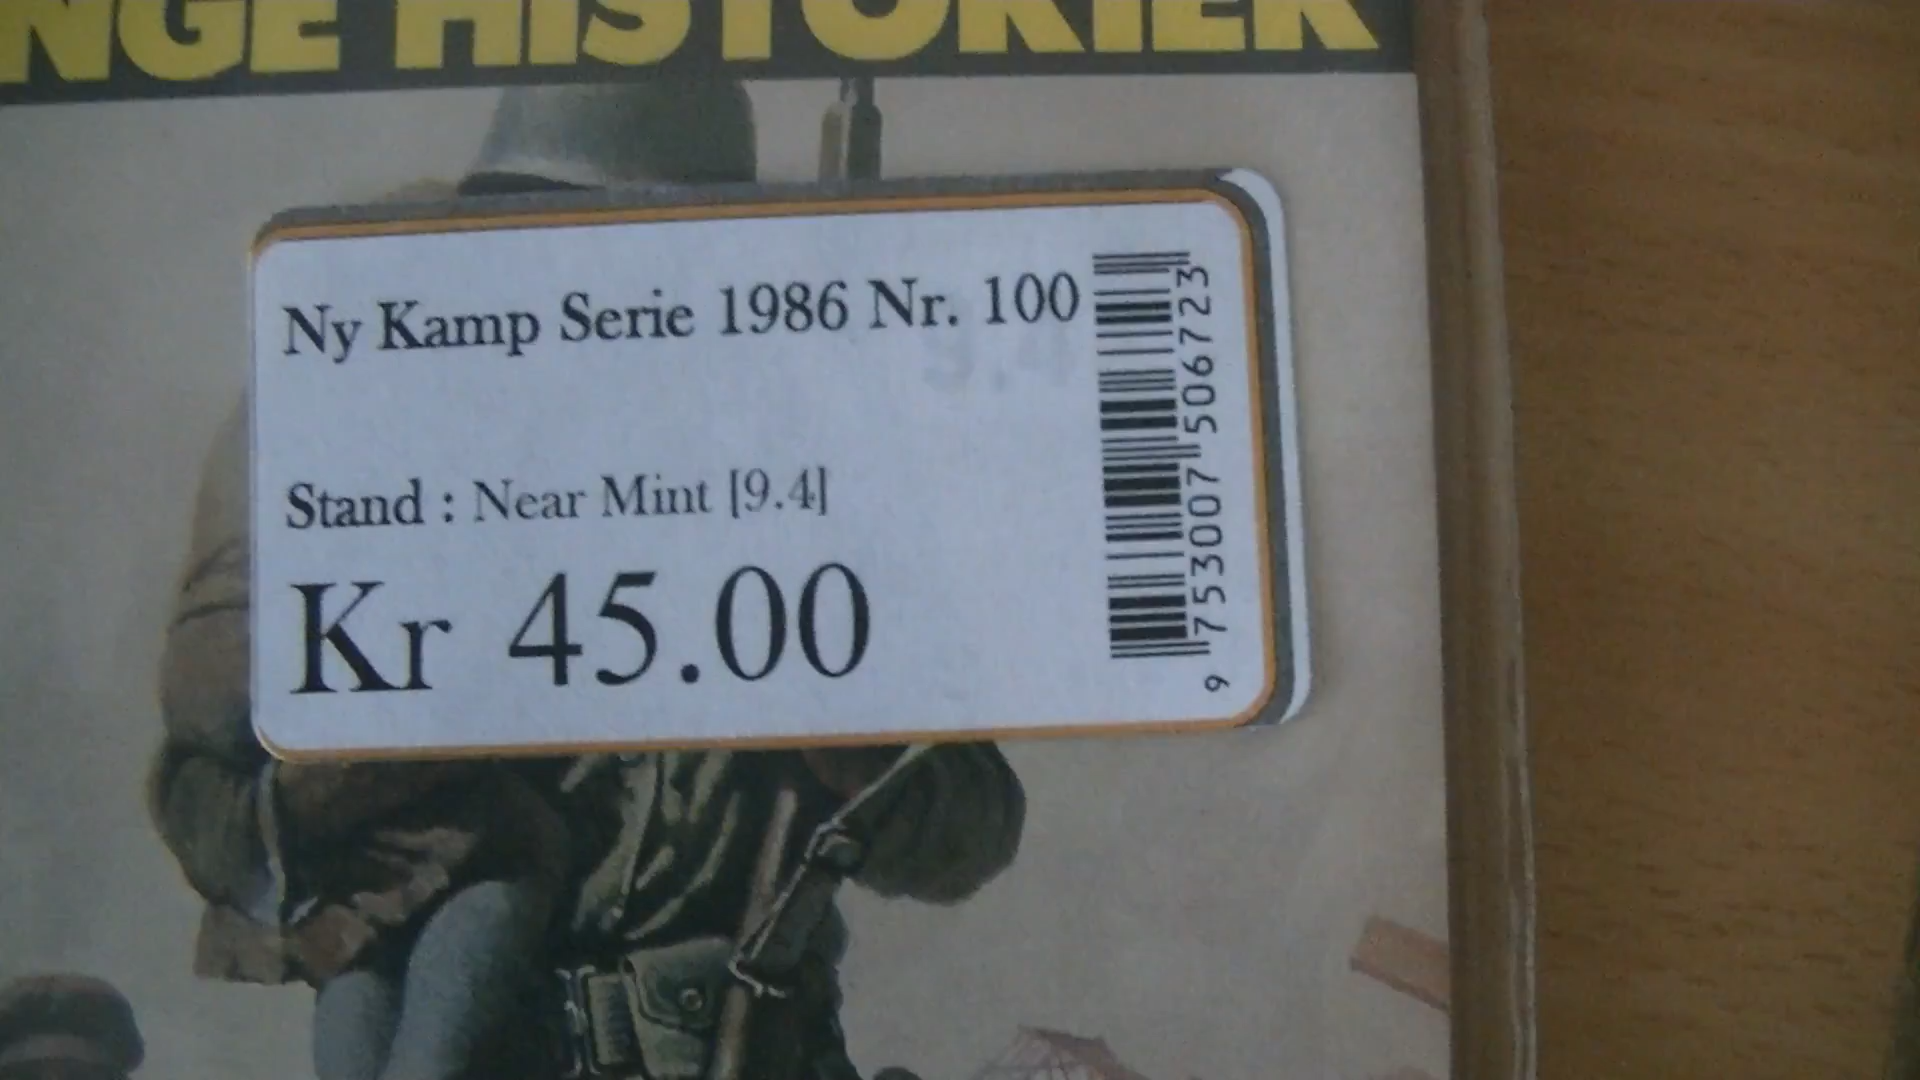 NGE HISTORIER
Ny Kamp Serie 1986 Nr. 100
Stand : Near Mint [9.4]
Kr 45.00
9 753007 506723